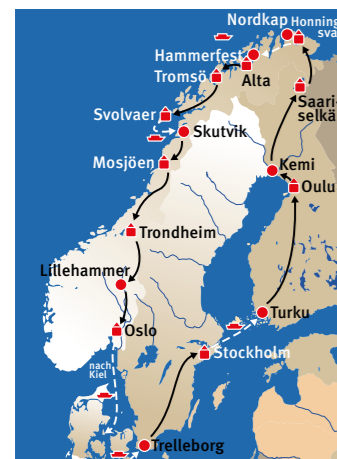 Nordkap
Honning
sva
Hammerfest
Tromsö
Alta
Svolvaer
Saari-
selkä
Skutvik
Mosjöen
Kemi
Oulu
Trondheim
Lillehammer
Turku
Oslo
Stockholm
nach
Kiel
Trelleborg